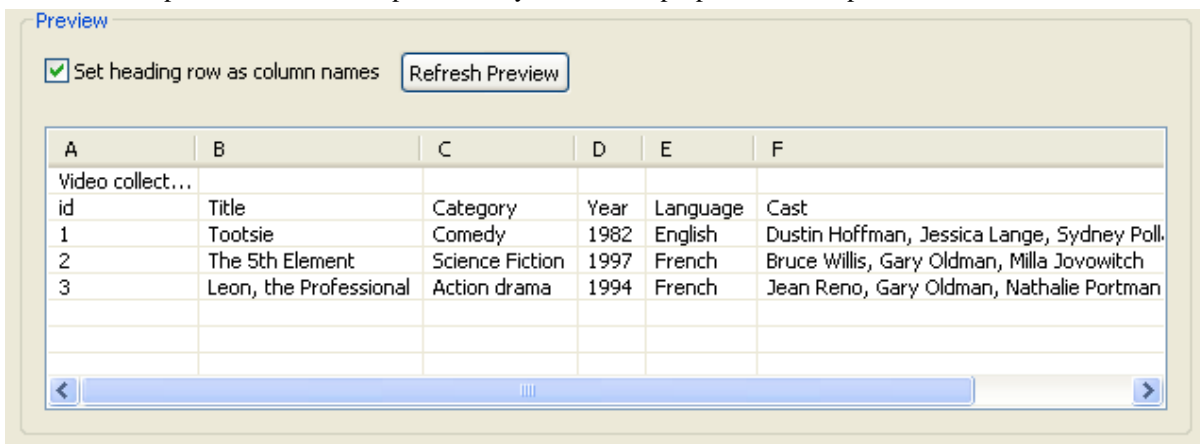 Preview
Set heading row as column names Refresh Preview
A B C D E F
Video collect...
id Title Category Year Language Cast
1 Tootsie Comedy 1982 English Dustin Hoffman, Jessica Lange, Sydney Poll
2 The 5th Element Science Fiction 1997 French Bruce Willis, Gary Oldman, Milla Jovowitch
3 Leon, the Professional Action drama 1994 French Jean Reno, Gary Oldman, Nathalie Portman